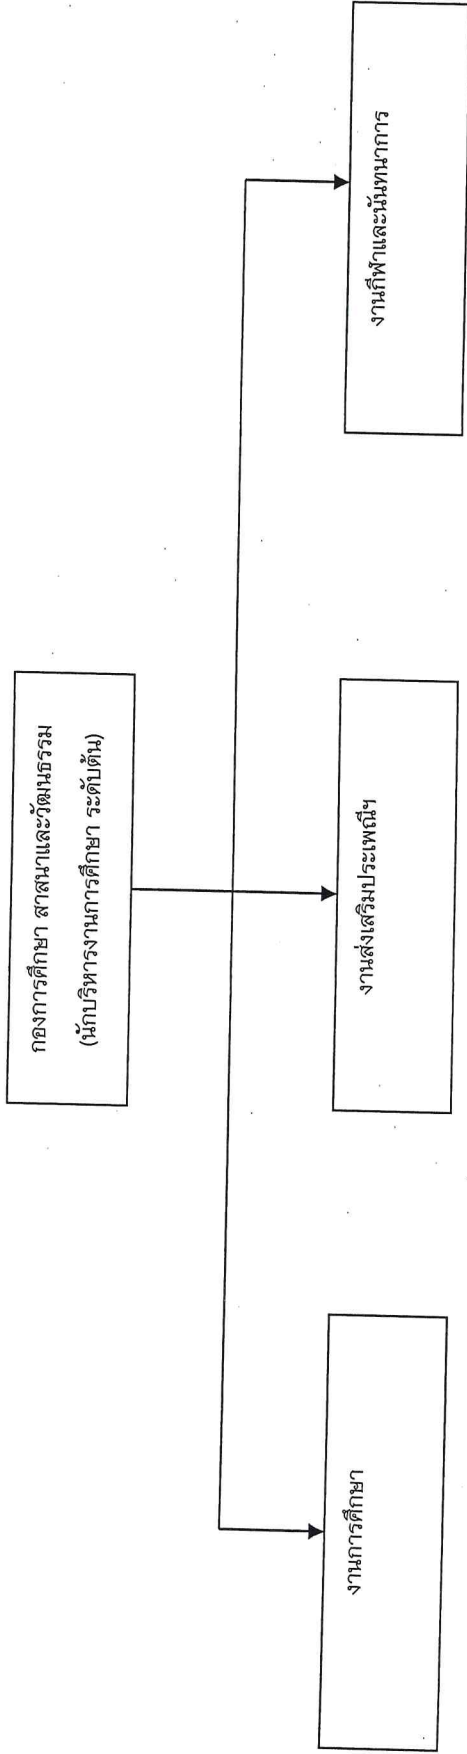 กองการศึกษา สาสนาและวัฒนธรรม
(นักบริหารงานการศึกษา ระดับต้น)
งานการศึกษา
งานส่งเสริมประเพณีฯ
งานกีฬาและนันทนาการ